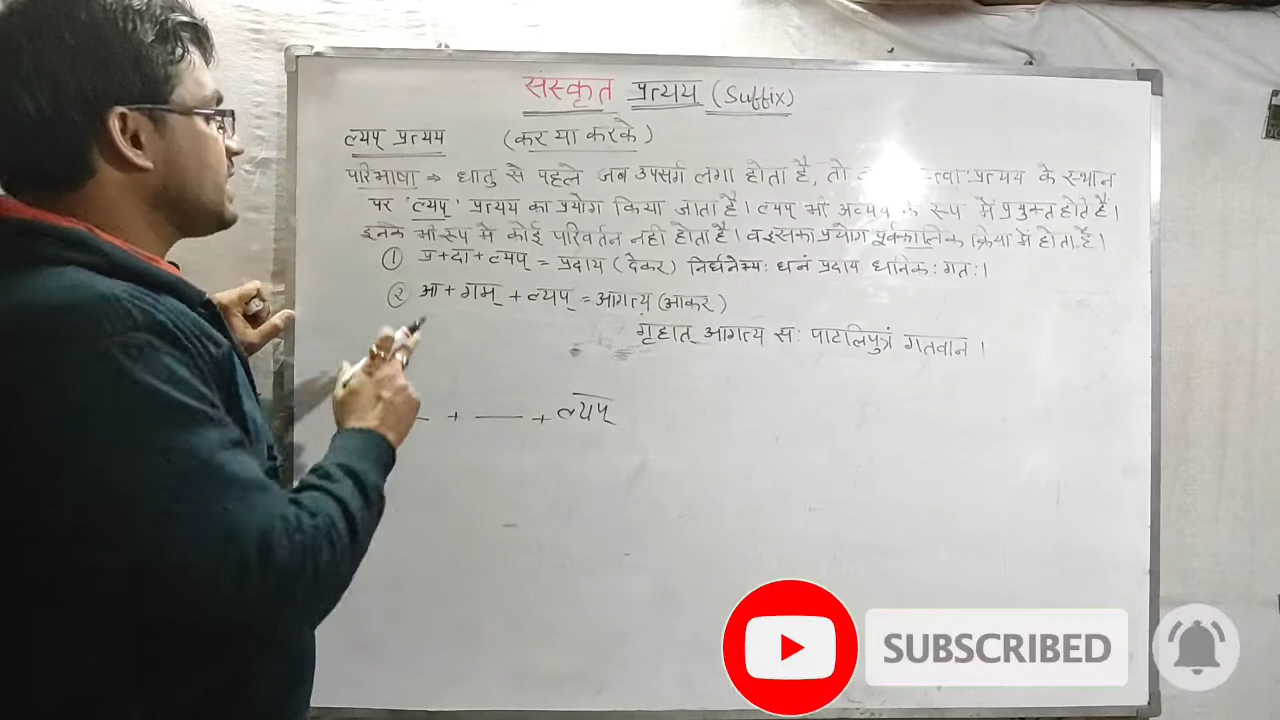 संस्कृत प्रत्यय (Suffix)
ल्यप् प्रत्यय (कर या करके)
परिभाषा ⇒ धातु से पहले जब उपसर्ग लगा होता है, तो प्रत्यय के स्थान
पर 'ल्यप्' प्रत्यय का प्रयोग किया जाता है। ल्यप् भी अव्यय के रूप में प्रयुक्त होते हैं।
इनके भी रूप में कोई परिवर्तन नहीं होता है। व इसका प्रयोग पूर्वकालिक क्रिया में होता है।
① प्र+दा+ल्यप् = प्रदाय (देकर) निर्धनेभ्यः धनं प्रदाय धनिकः गतः।
② आ+गम् + ल्यप् = आगत्य (आकर)
गृहात् आगत्य सः पाटलिपुत्रं गतवान।
+ — + ल्यप्
SUBSCRIBED